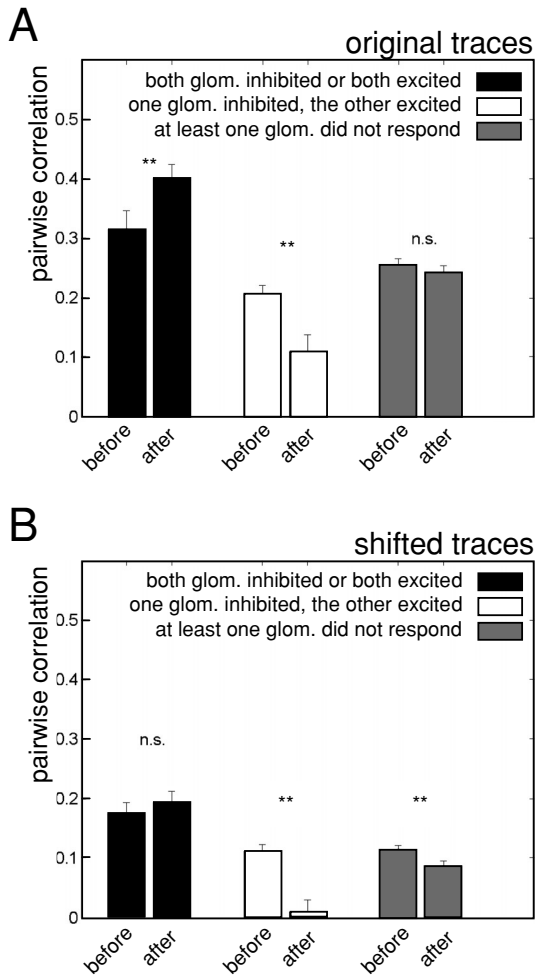 A
original traces
both glom. inhibited or both excited
one glom. inhibited, the other excited
at least one glom. did not respond
pairwise correlation
0.5
0.4
0.3
0.2
0.1
0
**
**
n.s.
before
after
before
after
before
after
B
shifted traces
both glom. inhibited or both excited
one glom. inhibited, the other excited
at least one glom. did not respond
pairwise correlation
0.5
0.4
0.3
0.2
0.1
0
n.s.
**
**
before
after
before
after
before
after